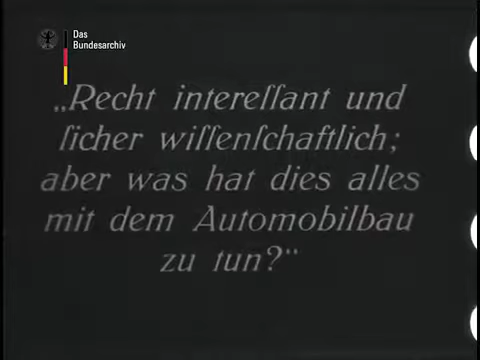 Das
Bundesarchiv
„Recht intereſſant und
ſicher wiſſenſchaftlich;
aber was hat dies alles
mit dem Automobilbau
zu tun?“